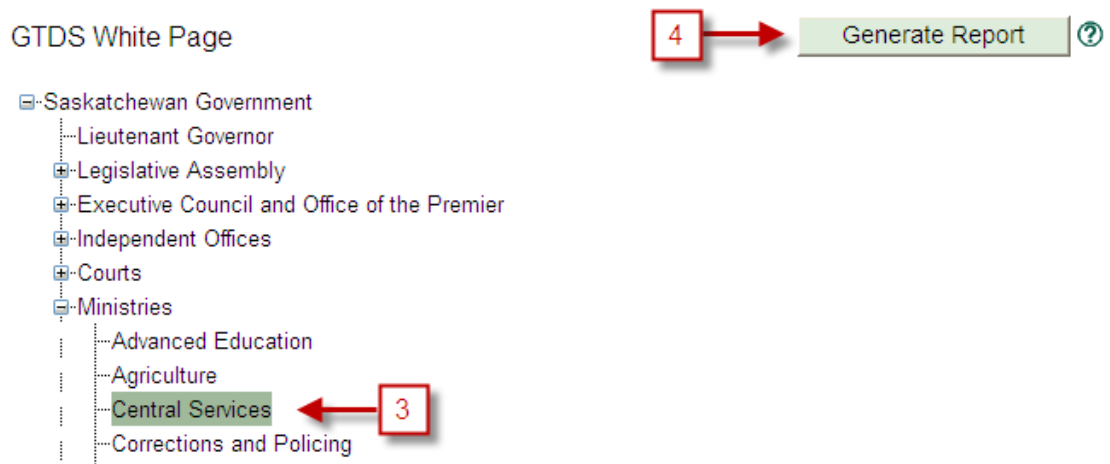 GTDS White Page
4
Generate Report
?
Saskatchewan Government
Lieutenant Governor
Legislative Assembly
Executive Council and Office of the Premier
Independent Offices
Courts
Ministries
Advanced Education
Agriculture
Central Services
3
Corrections and Policing